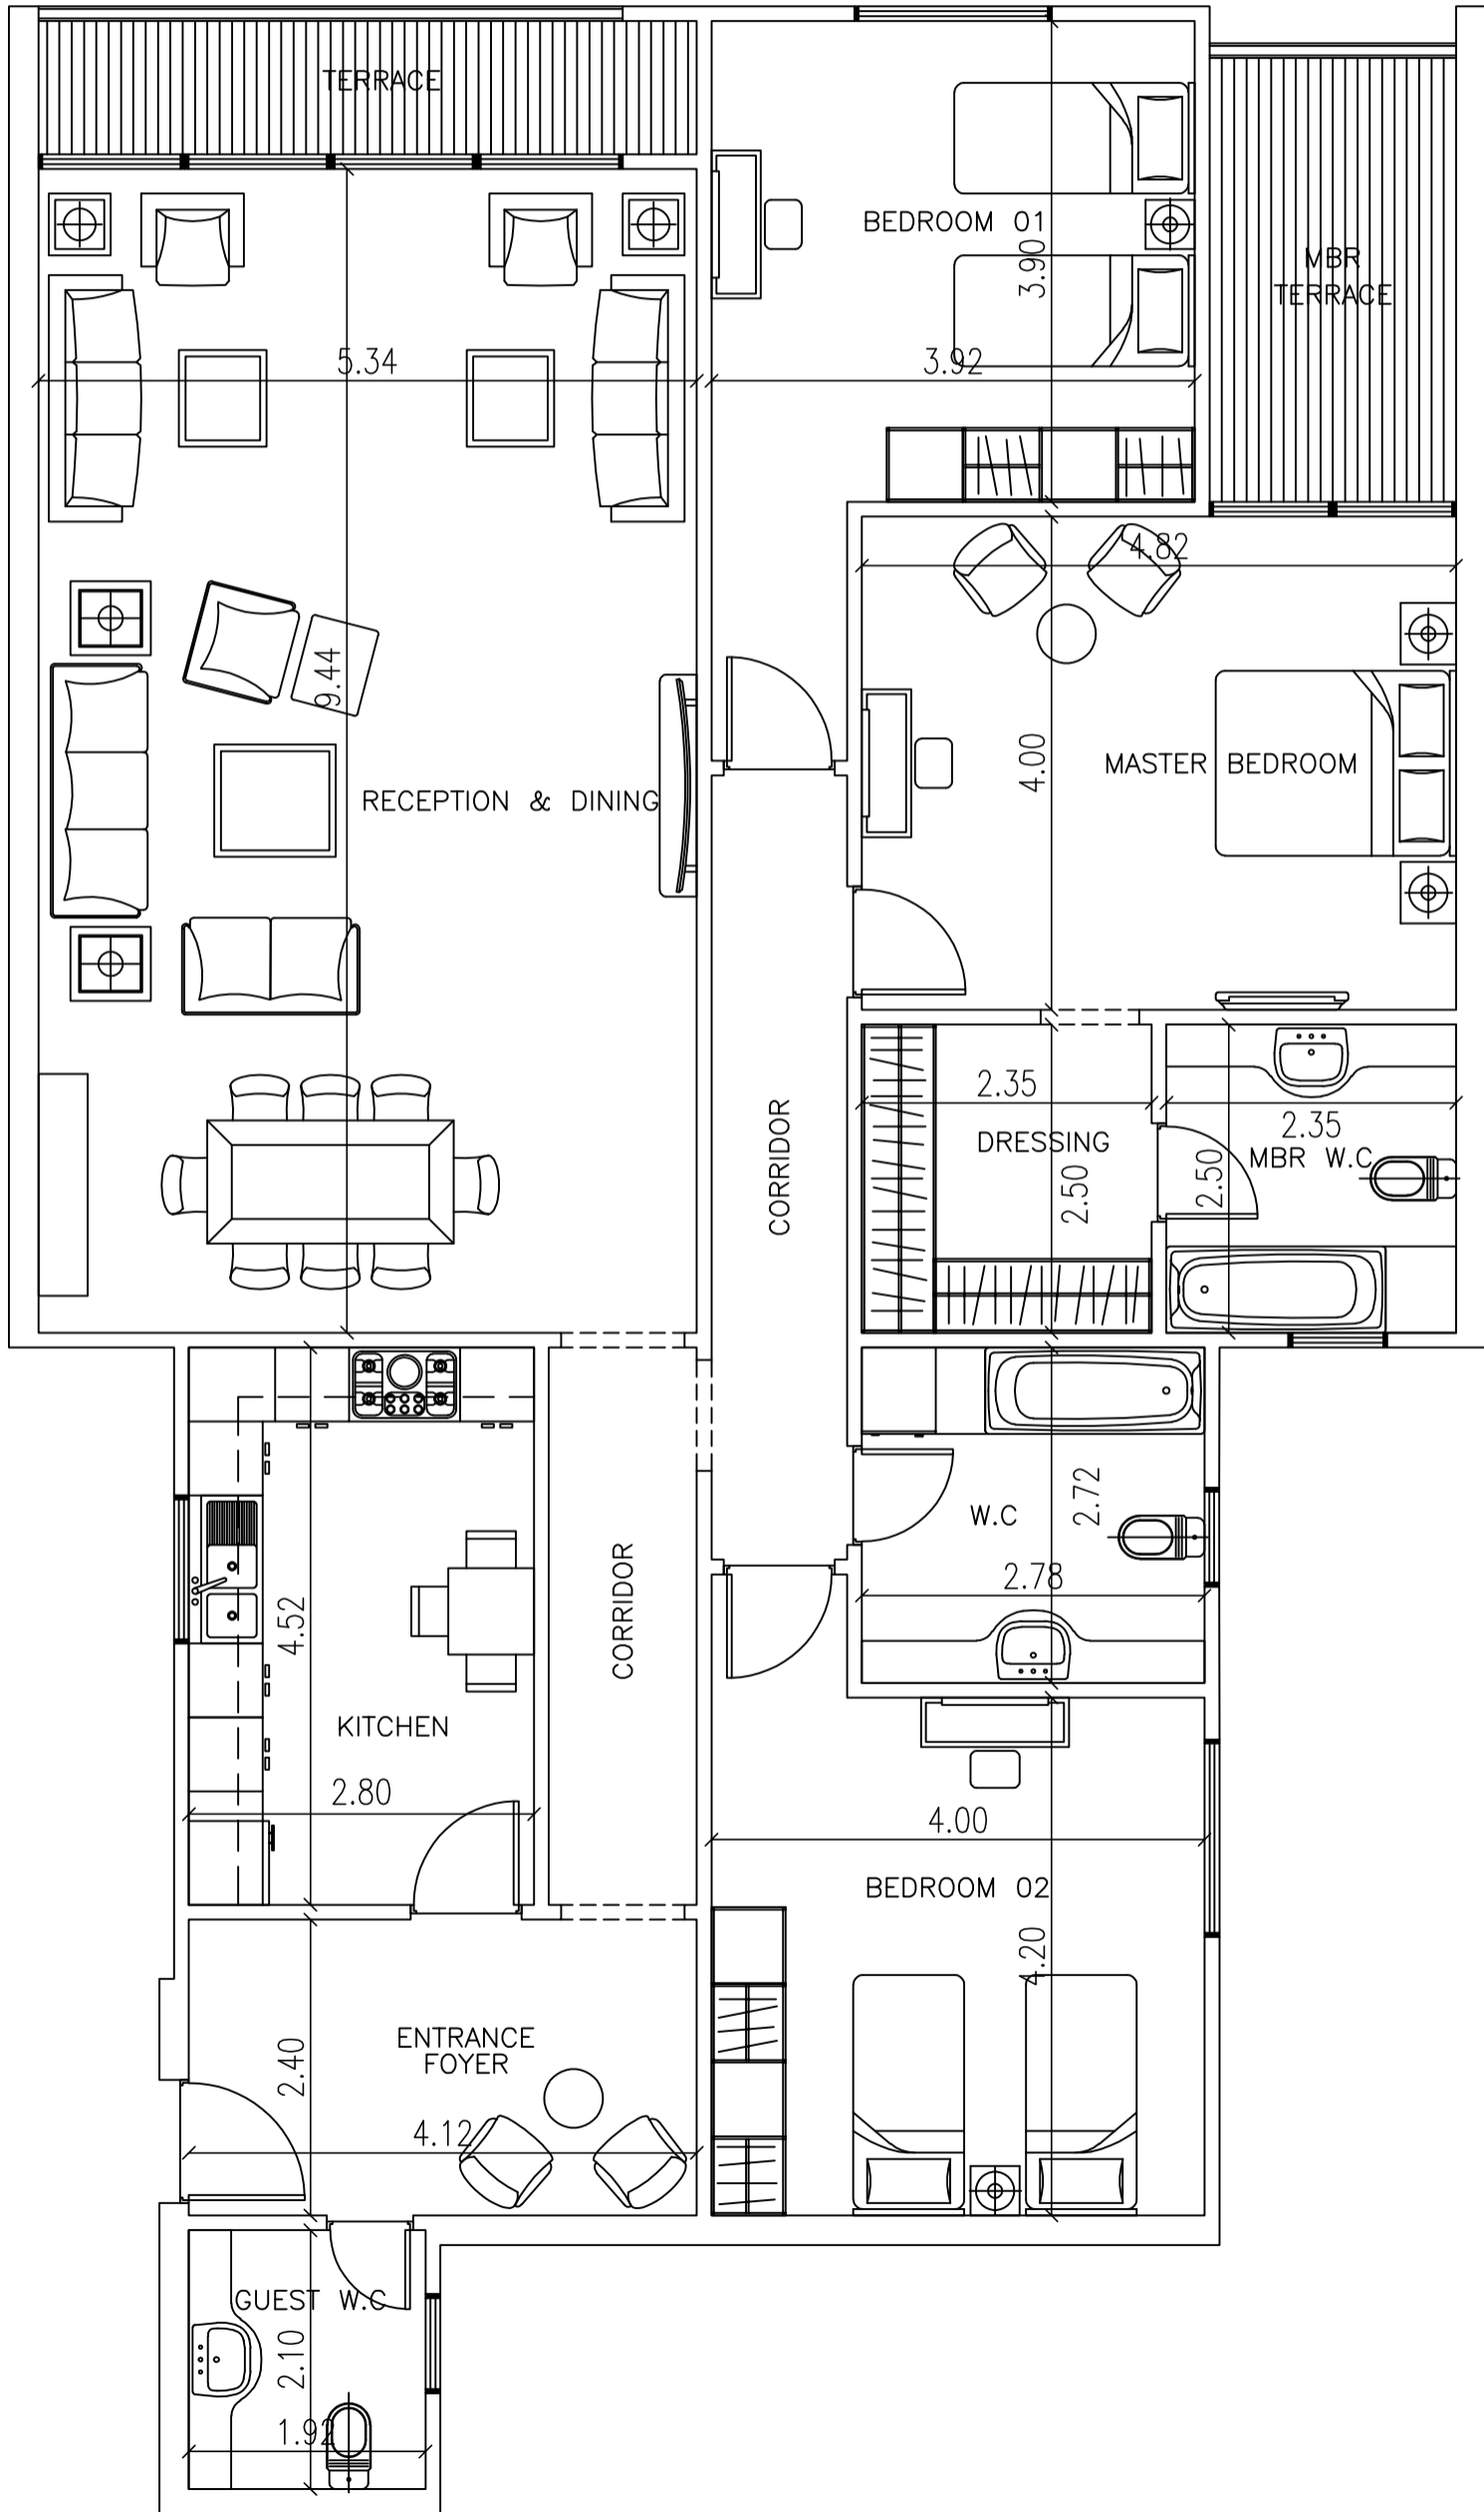 TERRACE
BEDROOM 01
3.90
MBR
TERRACE
5.34
3.92
4.82
9.44
4.00
MASTER BEDROOM
RECEPTION & DINING
2.35
CORRIDOR
DRESSING
2.35
MBR W.C
2.50
2.50
W.C
2.72
2.78
4.52
CORRIDOR
KITCHEN
2.80
4.00
BEDROOM 02
4.20
ENTRANCE
FOYER
2.40
4.12
GUEST W.C
2.10
1.92